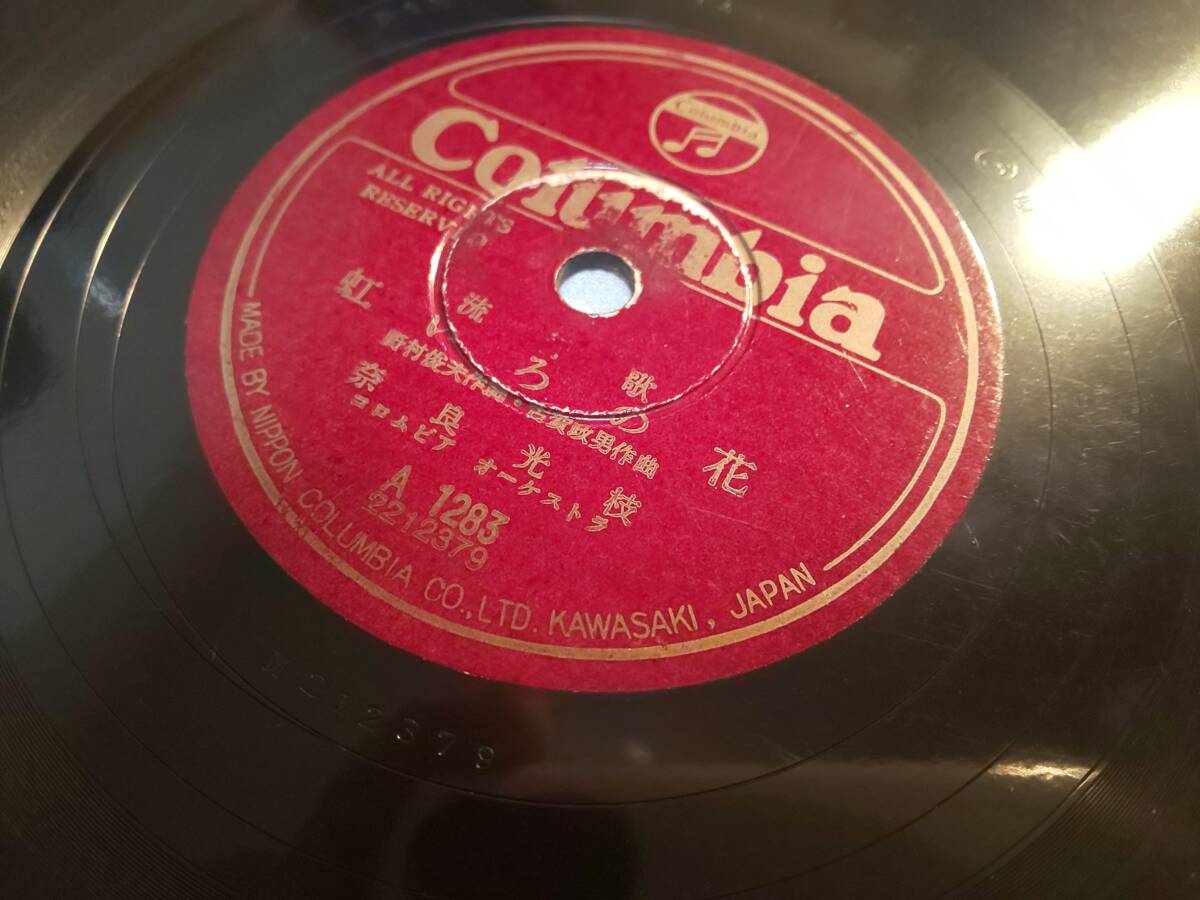 Columbia
Columbia
ALL RIGHTS
RESERVED
流 歌
虹いろの花
野村俊夫作詞・古賀政男作曲
奈良光枝
コロムビア オーケストラ
A 1283
2212379
MADE BY NIPPON COLUMBIA CO., LTD. KAWASAKI, JAPAN
212379